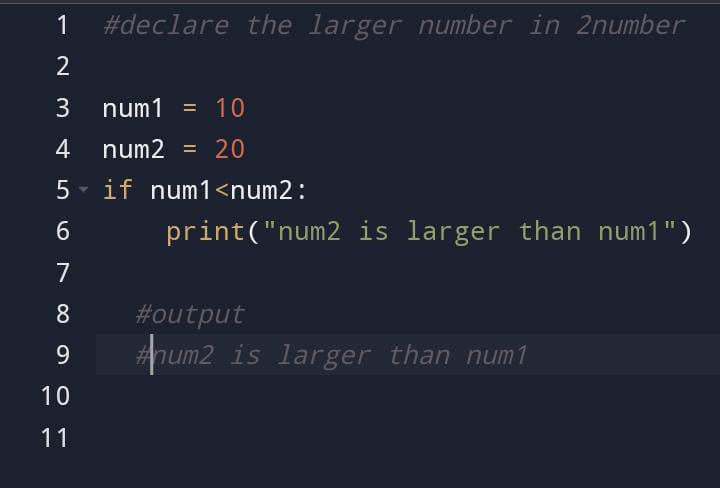 1 #declare the larger number in 2number
2
3 num1 = 10
4 num2 = 20
5 if num1<num2:
6     print("num2 is larger than num1")
7
8   #output
9   #num2 is larger than num1
10
11